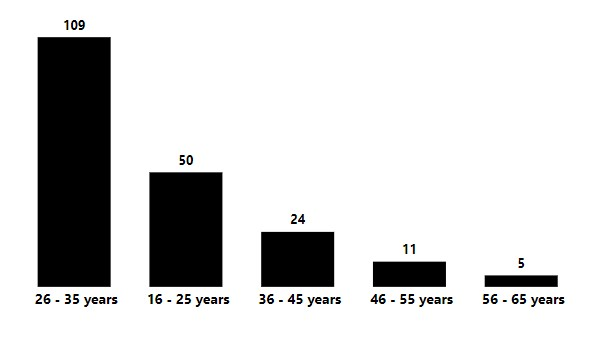 109
50
24
11
5
26 - 35 years
16 - 25 years
36 - 45 years
46 - 55 years
56 - 65 years